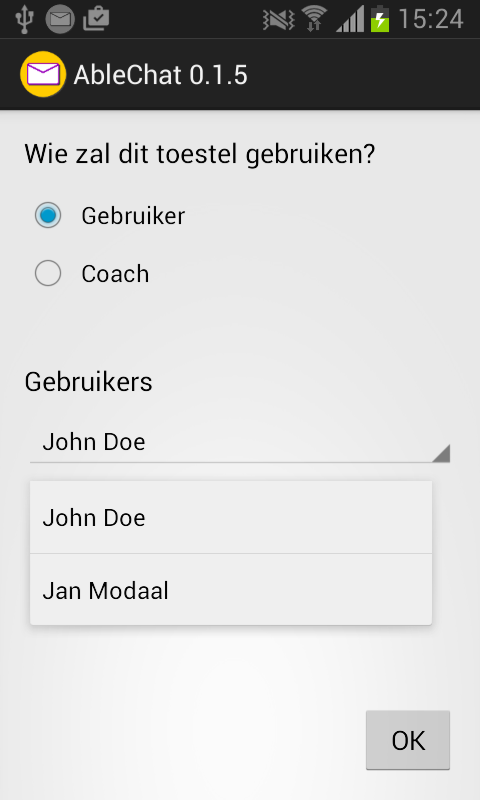 15:24
AbleChat 0.1.5
Wie zal dit toestel gebruiken?
Gebruiker
Coach
Gebruikers
John Doe
John Doe
Jan Modaal
OK